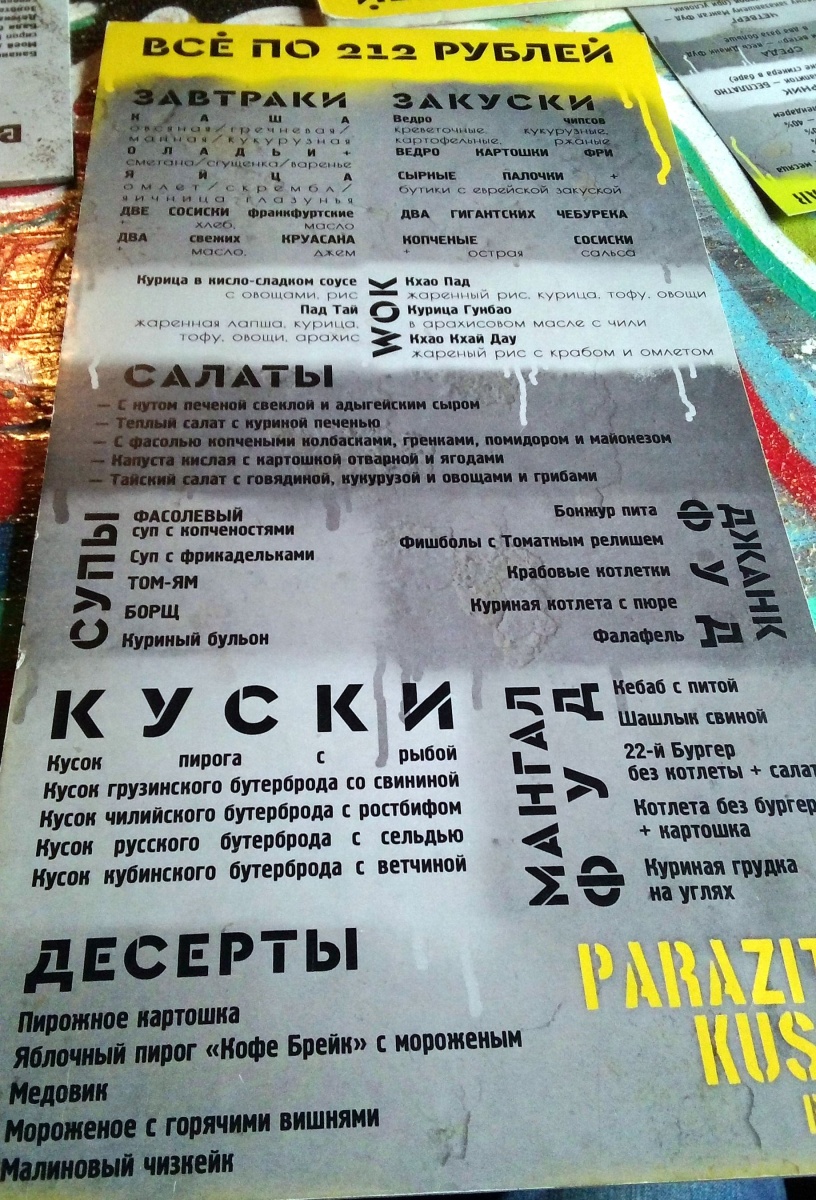 ВСЁ ПО 212 РУБЛЕЙ
ЗАВТРАКИ
КАША
овсяная/гречневая/
манная/кукурузная
ОЛАДЬИ +
сметана/сгущенка/варенье
ЯЙЦА
омлет/скрембл/
яичница глазунья
ДВЕ СОСИСКИ франкфуртские
+ хлеб, масло
ДВА свежих КРУАСАНА
+ масло, джем
ЗАКУСКИ
Ведро чипсов
креветочные, кукурузные,
картофельные, ржаные
ВЕДРО КАРТОШКИ ФРИ
СЫРНЫЕ ПАЛОЧКИ +
бутики с еврейской закуской
ДВА ГИГАНТСКИХ ЧЕБУРЕКА
КОПЧЕНЫЕ СОСИСКИ
+ острая сальса
WOK
Курица в кисло-сладком соусе
с овощами, рис
Пад Тай
жаренная лапша, курица,
тофу, овощи, арахис
Кхао Пад
жаренный рис, курица, тофу, овощи
Курица Гунбао
в арахисовом масле с чили
Кхао Кхай Дау
жареный рис с крабом и омлетом
САЛАТЫ
— С нутом печеной свеклой и адыгейским сыром
— Теплый салат с куриной печенью
— С фасолью копчеными колбасками, гренками, помидором и майонезом
— Капуста кислая с картошкой отварной и ягодами
— Тайский салат с говядиной, кукурузой и овощами и грибами
СУПЫ
ФАСОЛЕВЫЙ
суп с копченостями
Суп с фрикадельками
ТОМ-ЯМ
БОРЩ
Куриный бульон
ДЖАНК
ФУД
Бонжур пита
Фишболы с Томатным релишем
Крабовые котлетки
Куриная котлета с пюре
Фалафель
КУСКИ
Кусок пирога с рыбой
Кусок грузинского бутерброда со свининой
Кусок чилийского бутерброда с ростбифом
Кусок русского бутерброда с сельдью
Кусок кубинского бутерброда с ветчиной
МАНГАЛ
ФУД
Кебаб с питой
Шашлык свиной
22-й Бургер
без котлеты + салат
Котлета без бургер
+ картошка
Куриная грудка
на углях
ДЕСЕРТЫ
Пирожное картошка
Яблочный пирог «Кофе Брейк» с мороженым
Медовик
Мороженое с горячими вишнями
Малиновый чизкейк
PARAZIT
KUS
ЧЕТВЕРГ
СРЕДА